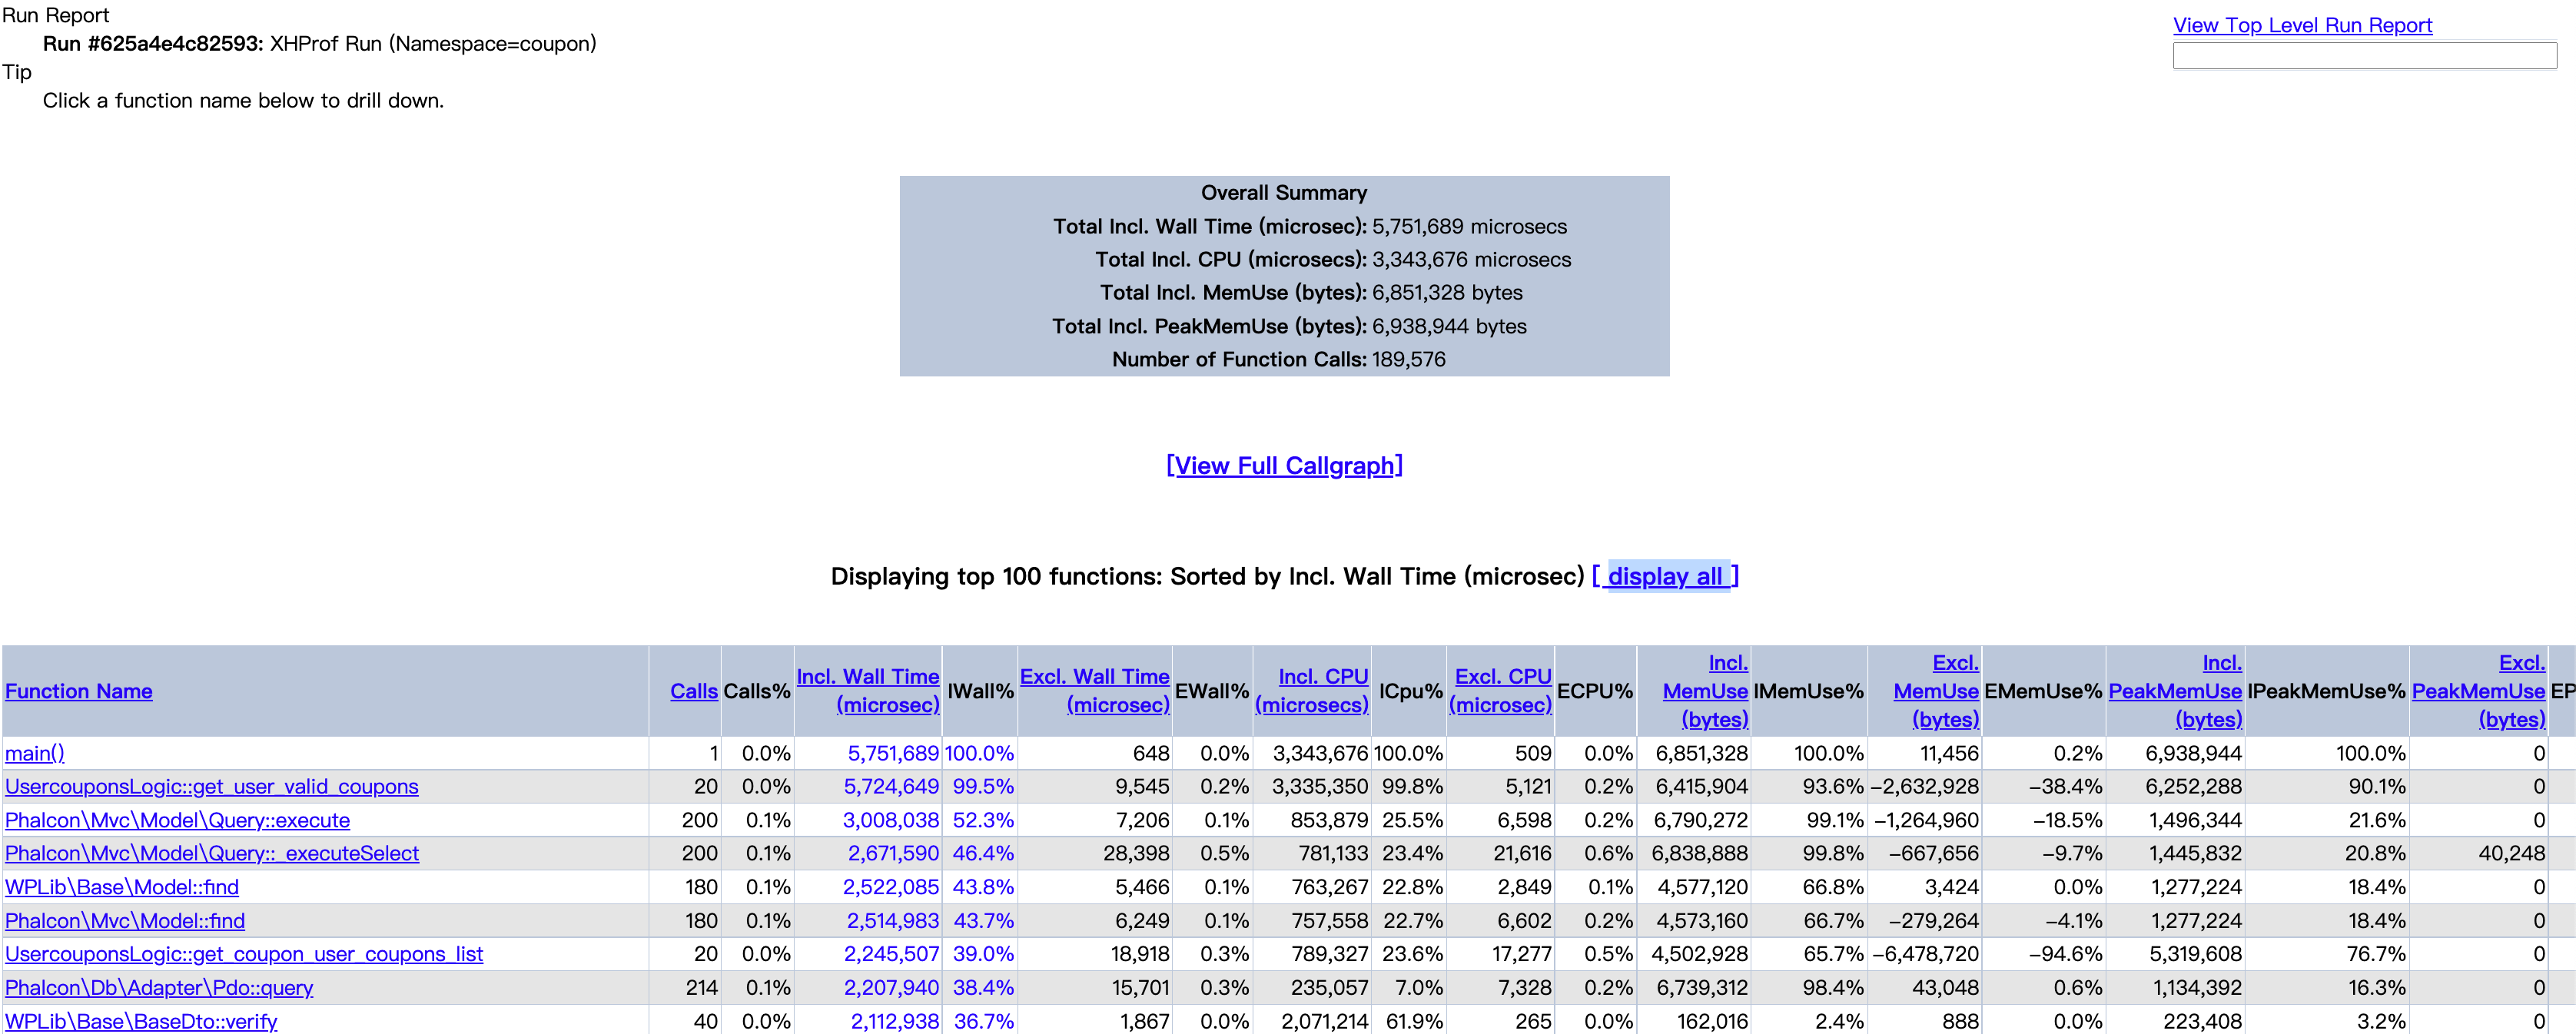 Run Report
View Top Level Run Report
Run #625a4e4c82593: XHProf Run (Namespace=coupon)
Tip
Click a function name below to drill down.
Overall Summary
Total Incl. Wall Time (microsec): 5,751,689 microsecs
Total Incl. CPU (microsecs): 3,343,676 microsecs
Total Incl. MemUse (bytes): 6,851,328 bytes
Total Incl. PeakMemUse (bytes): 6,938,944 bytes
Number of Function Calls: 189,576
[View Full Callgraph]
Displaying top 100 functions: Sorted by Incl. Wall Time (microsec) [ display all ]
Function Name Calls Calls% Incl. Wall Time (microsec) IWall% Excl. Wall Time (microsec) EWall% Incl. CPU (microsecs) ICpu% Excl. CPU (microsec) ECPU% Incl. MemUse (bytes) IMemUse% Excl. MemUse (bytes) EMemUse% Incl. PeakMemUse (bytes) IPeakMemUse% Excl. PeakMemUse (bytes) EP
main() 1 0.0% 5,751,689 100.0% 648 0.0% 3,343,676 100.0% 509 0.0% 6,851,328 100.0% 11,456 0.2% 6,938,944 100.0% 0
UsercouponsLogic::get_user_valid_coupons 20 0.0% 5,724,649 99.5% 9,545 0.2% 3,335,350 99.8% 5,121 0.2% 6,415,904 93.6% −2,632,928 −38.4% 6,252,288 90.1% 0
Phalcon\Mvc\Model\Query::execute 200 0.1% 3,008,038 52.3% 7,206 0.1% 853,879 25.5% 6,598 0.2% 6,790,272 99.1% −1,264,960 −18.5% 1,496,344 21.6% 0
Phalcon\Mvc\Model\Query::_executeSelect 200 0.1% 2,671,590 46.4% 28,398 0.5% 781,133 23.4% 21,616 0.6% 6,838,888 99.8% −667,656 −9.7% 1,445,832 20.8% 40,248
WPLib\Base\Model::find 180 0.1% 2,522,085 43.8% 5,466 0.1% 763,267 22.8% 2,849 0.1% 4,577,120 66.8% 3,424 0.0% 1,277,224 18.4% 0
Phalcon\Mvc\Model::find 180 0.1% 2,514,983 43.7% 6,249 0.1% 757,558 22.7% 6,602 0.2% 4,573,160 66.7% −279,264 −4.1% 1,277,224 18.4% 0
UsercouponsLogic::get_coupon_user_coupons_list 20 0.0% 2,245,507 39.0% 18,918 0.3% 789,327 23.6% 17,277 0.5% 4,502,928 65.7% −6,478,720 −94.6% 5,319,608 76.7% 0
Phalcon\Db\Adapter\Pdo::query 214 0.1% 2,207,940 38.4% 15,701 0.3% 235,057 7.0% 7,328 0.2% 6,739,312 98.4% 43,048 0.6% 1,134,392 16.3% 0
WPLib\Base\BaseDto::verify 40 0.0% 2,112,938 36.7% 1,867 0.0% 2,071,214 61.9% 265 0.0% 162,016 2.4% 888 0.0% 223,408 3.2% 0